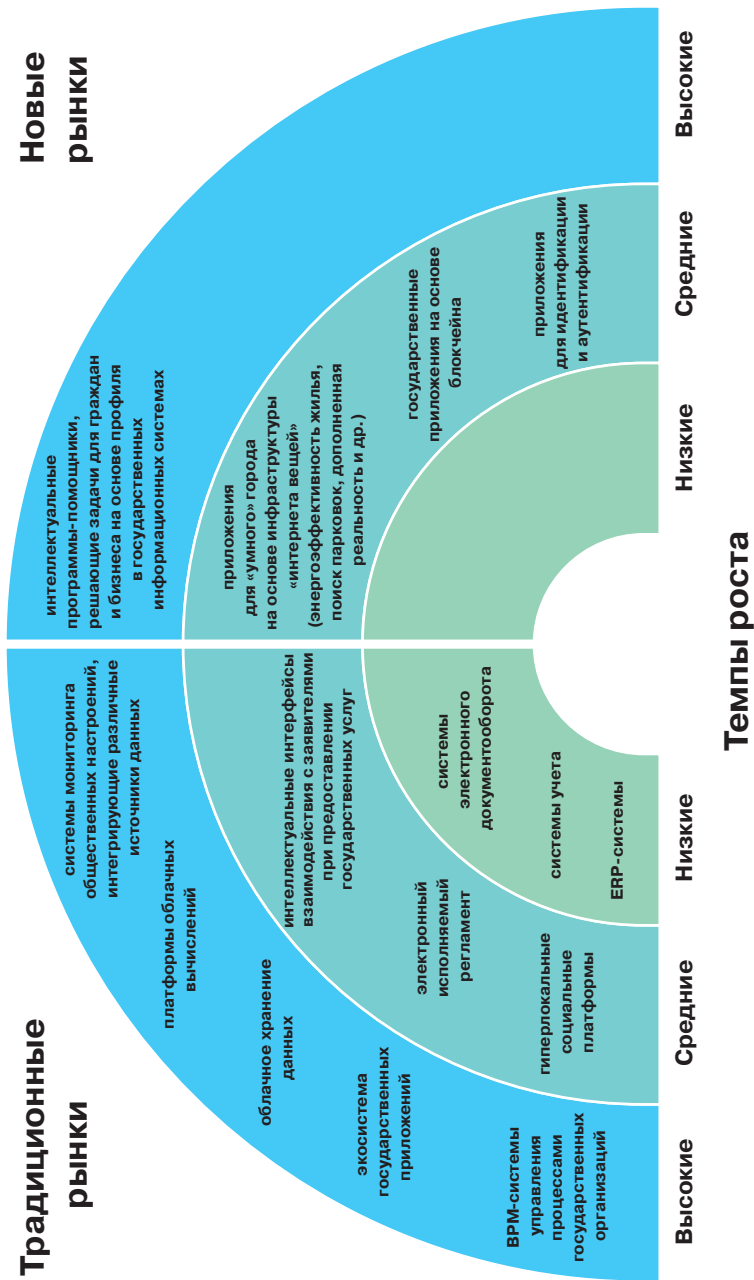 Традиционные
рынки
Новые
рынки
системы мониторинга
общественных настроений,
интегрирующие различные
источники данных
платформы облачных
вычислений
облачное хранение
данных
экосистема
государственных
приложений
BPM-системы
управления
процессами
государственных
организаций
интеллектуальные интерфейсы
взаимодействия с заявителями
при предоставлении
государственных услуг
электронный
исполняемый
регламент
гиперлокальные
социальные
платформы
системы
электронного
документооборота
системы учета
ERP-системы
интеллектуальные
программы-помощники,
решающие задачи для граждан
и бизнеса на основе профиля
в государственных
информационных системах
приложения
для «умного» города
на основе инфраструктуры
«интернета вещей»
(энергоэффективность жилья,
поиск парковок, дополненная
реальность и др.)
государственные
приложения на основе
блокчейна
приложения
для идентификации
и аутентификации
Высокие
Средние
Низкие
Низкие
Средние
Высокие
Темпы роста